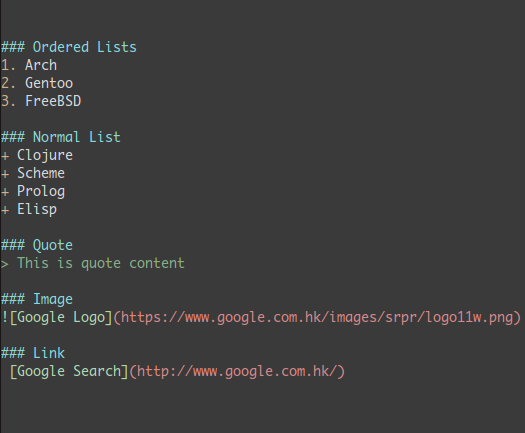 ### Ordered Lists
1. Arch
2. Gentoo
3. FreeBSD
### Normal List
+ Clojure
+ Scheme
+ Prolog
+ Elisp
### Quote
> This is quote content
### Image
![Google Logo](https://www.google.com.hk/images/srpr/logo11w.png)
### Link
[Google Search](http://www.google.com.hk/)